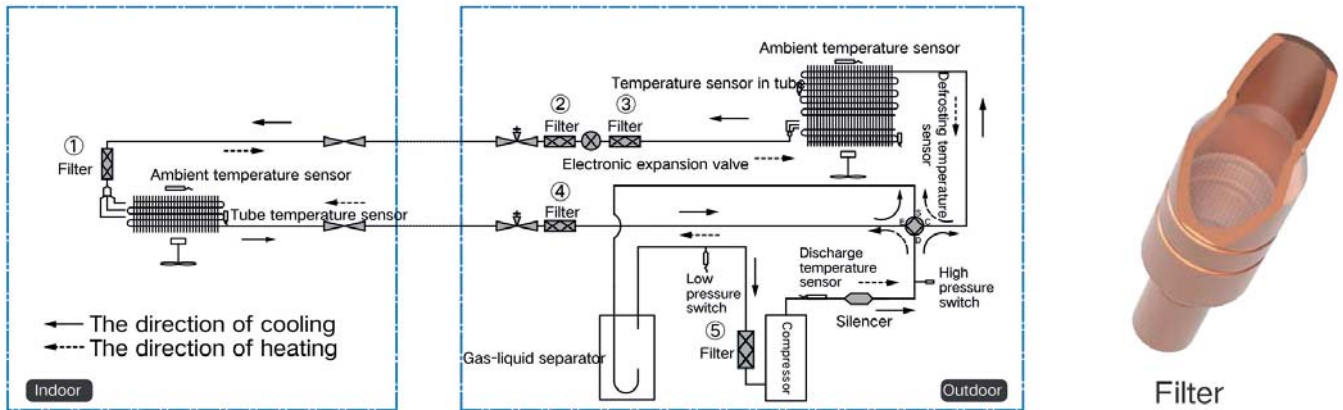 Ambient temperature sensor
Temperature sensor in tube
Defrosting temperature
sensor
①
Filter
②
Filter
③
Filter
Electronic expansion valve
Ambient temperature sensor
Tube temperature sensor
④
Filter
S
E
C
D
Discharge
temperature
sensor
High
pressure
switch
Low
pressure
switch
Silencer
⑤
Filter
Compressor
Gas-liquid separator
The direction of cooling
The direction of heating
Indoor
Outdoor
Filter